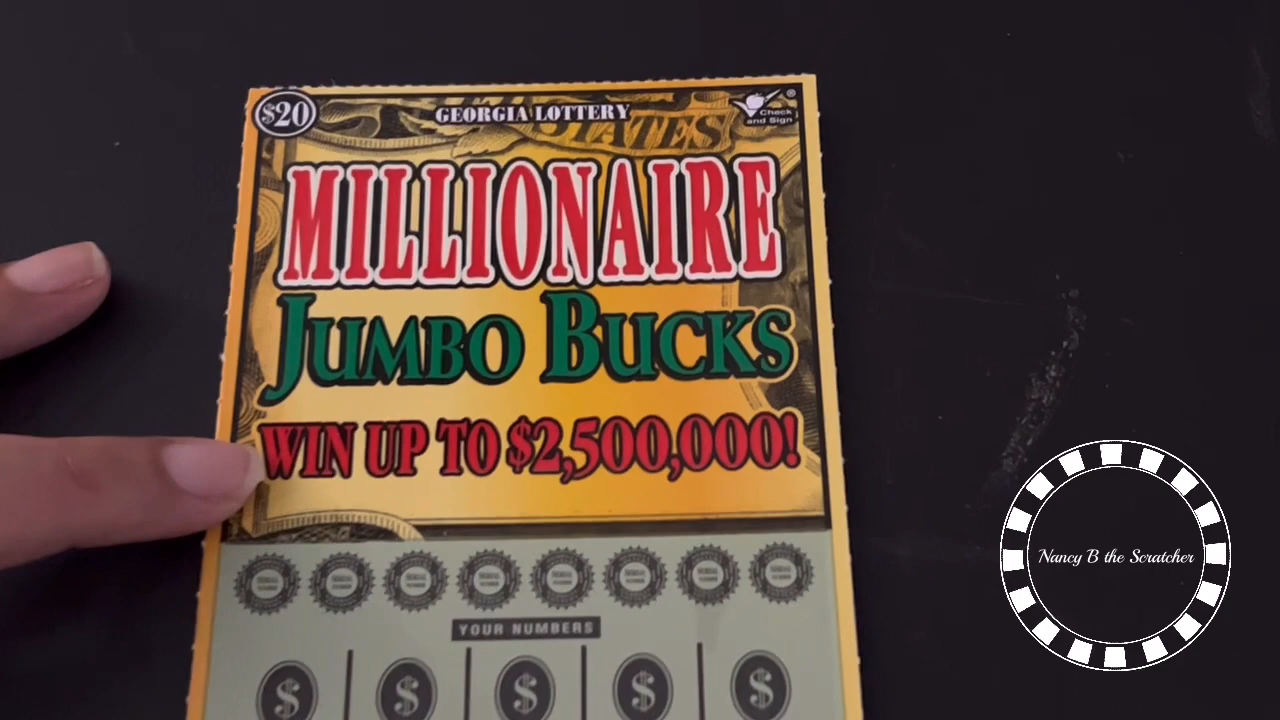 $20
GEORGIA LOTTERY
Check
and Sign
®
STATES
MILLIONAIRE
JUMBO BUCKS
WIN UP TO $2,500,000!
YOUR NUMBERS
$ $ $ $ $
Nancy B the Scratcher